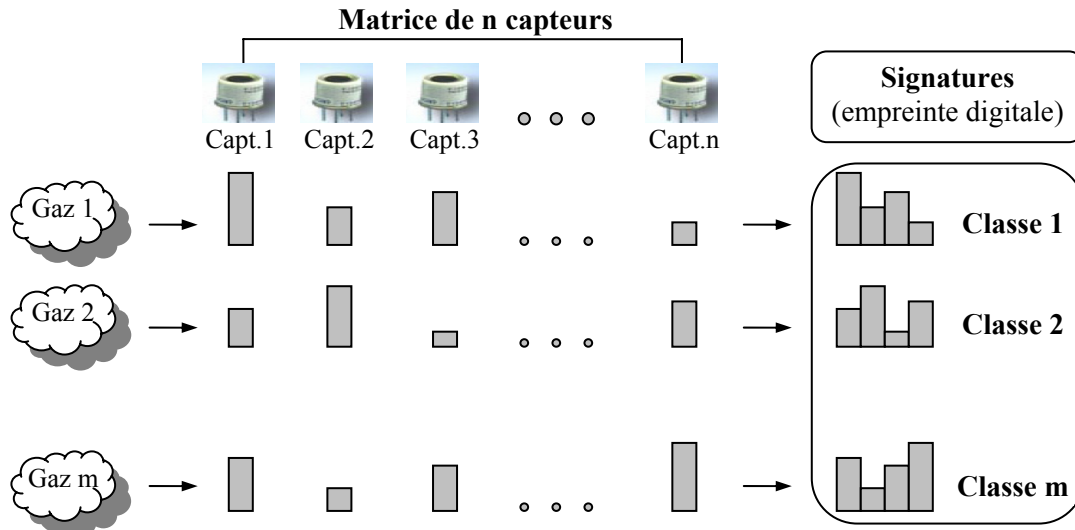 Matrice de n capteurs
Signatures
(empreinte digitale)
Capt.1
Capt.2
Capt.3
Capt.n
Gaz 1
Classe 1
Gaz 2
Classe 2
Gaz m
Classe m